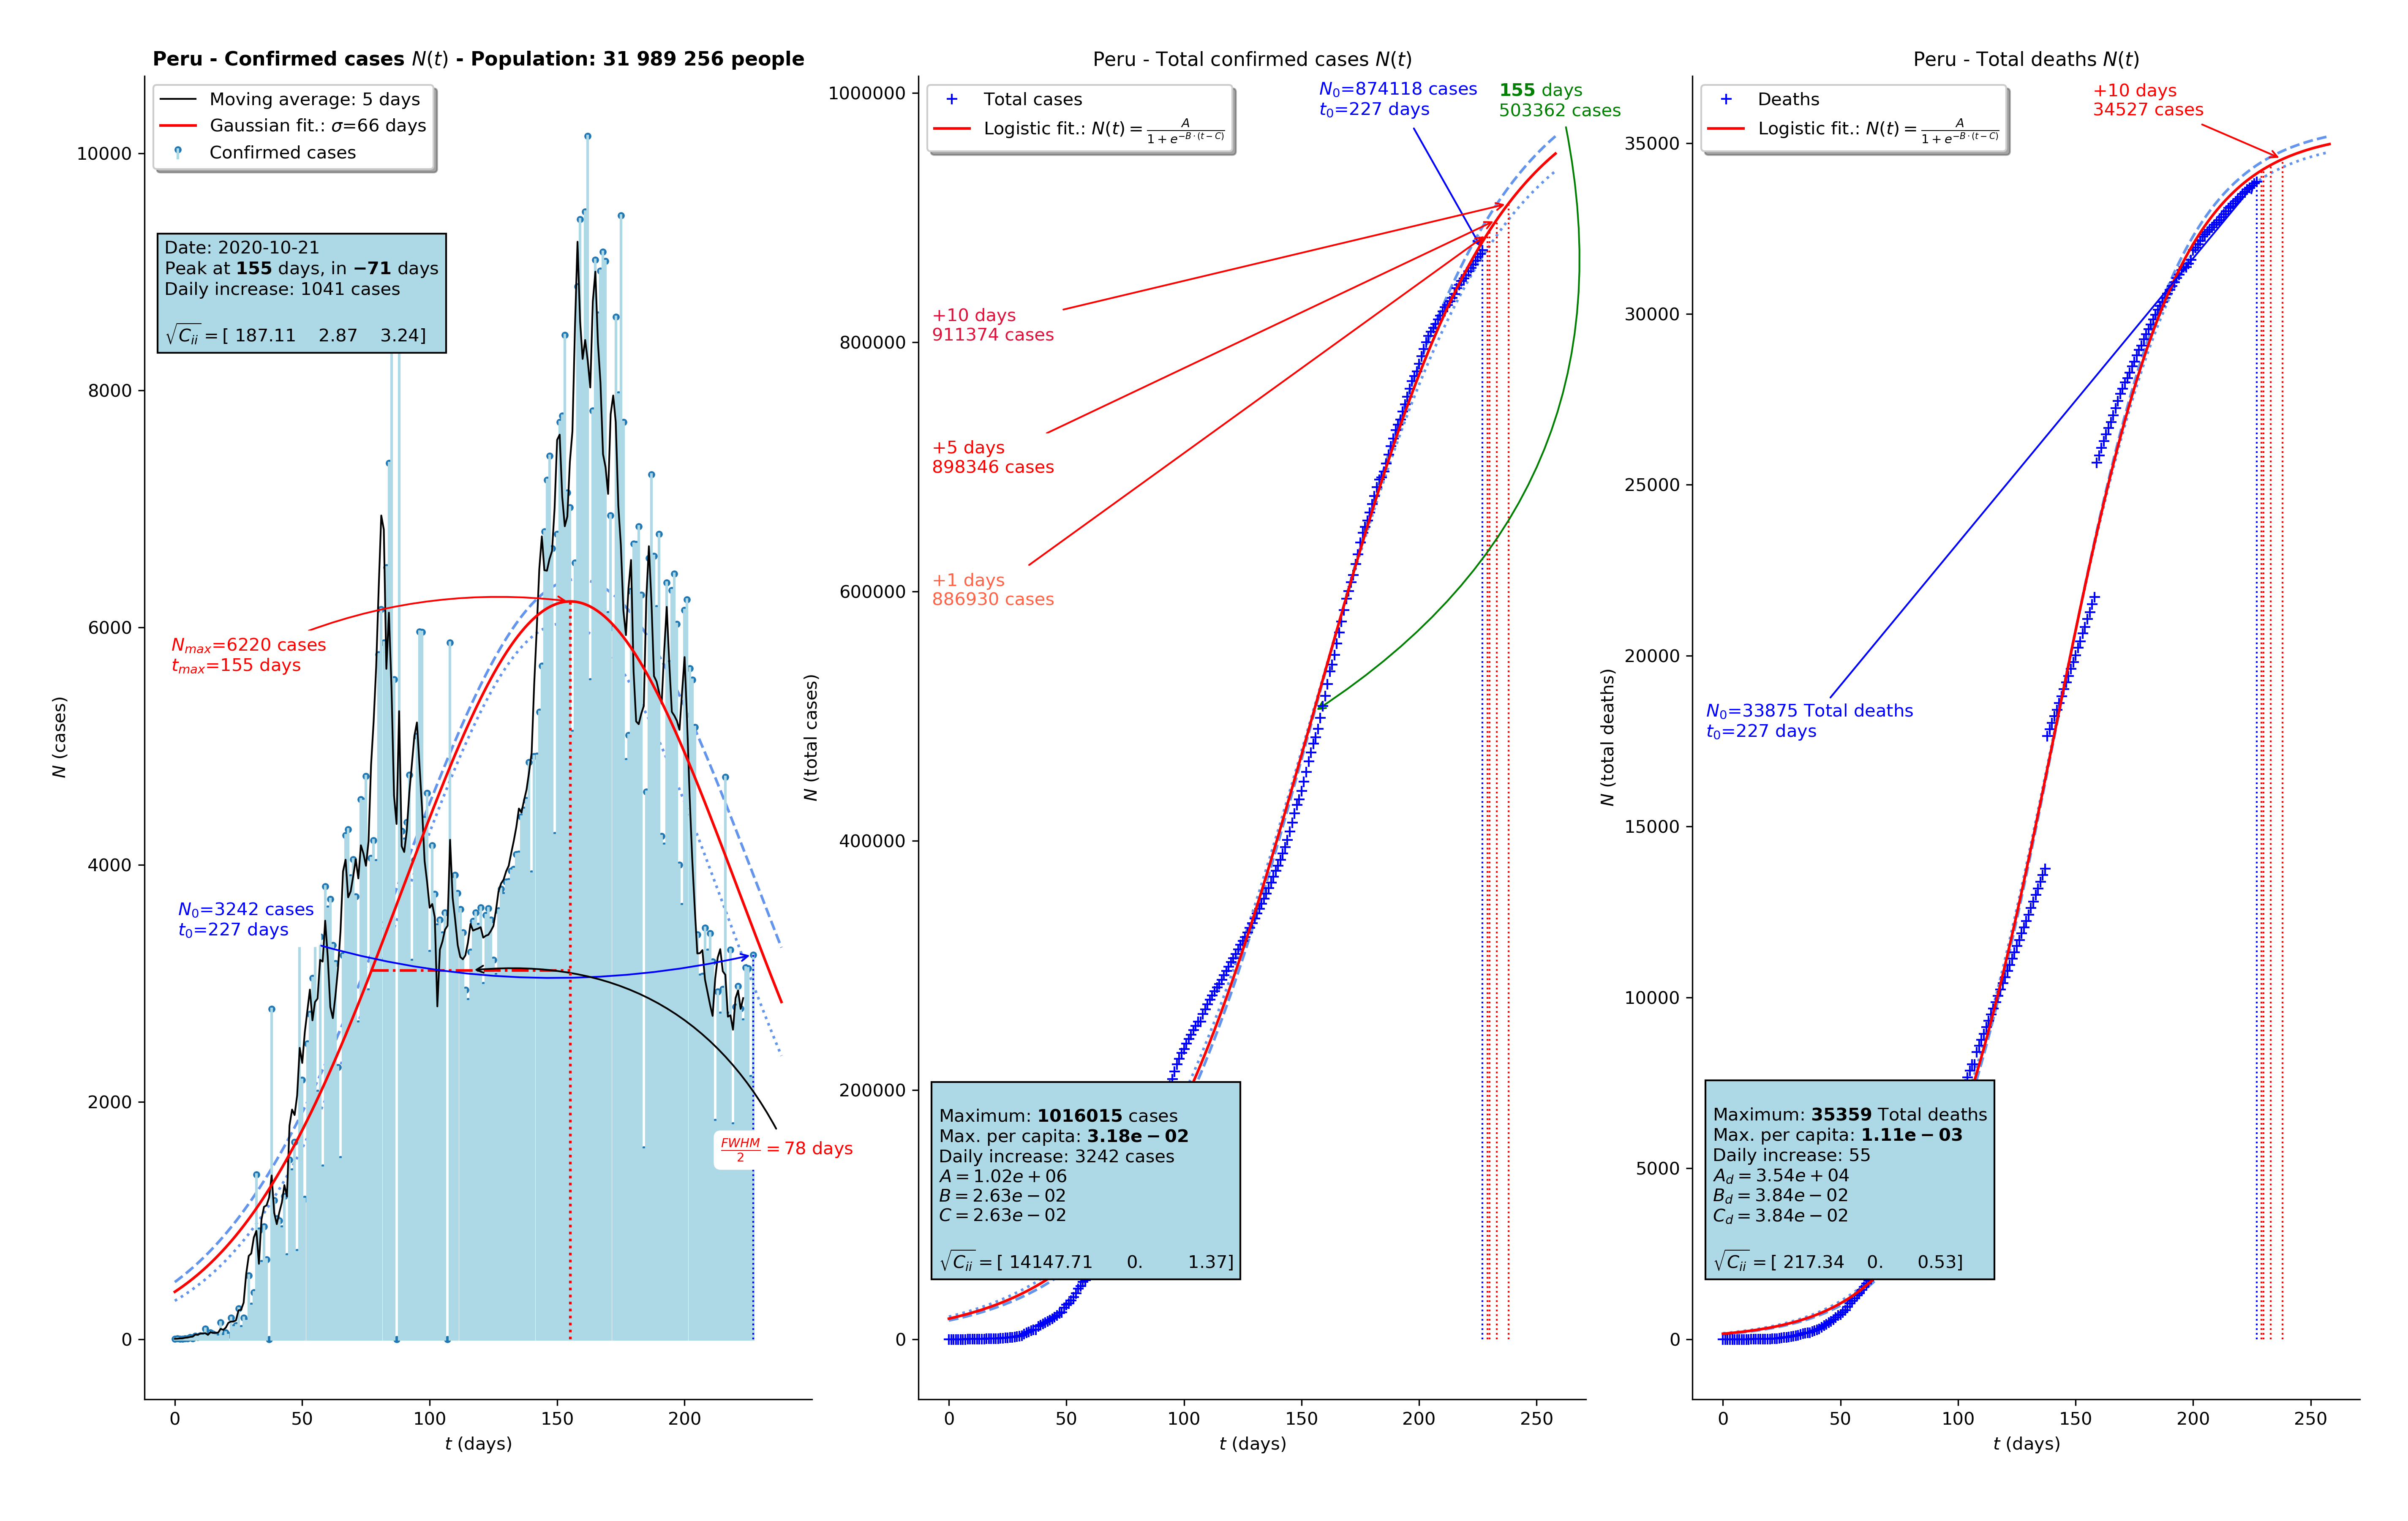 Peru - Confirmed cases N(t) - Population: 31 989 256 people
Moving average: 5 days
Gaussian fit.: σ=66 days
Confirmed cases
Date: 2020-10-21
Peak at 155 days, in −71 days
Daily increase: 1041 cases
√C_ii = [ 187.11 2.87 3.24]
N_max=6220 cases
t_max=155 days
N_0=3242 cases
t_0=227 days
FWHM/2 = 78 days
N (cases)
10000
8000
6000
4000
2000
0
0 50 100 150 200
t (days)
Peru - Total confirmed cases N(t)
Total cases
Logistic fit.: N(t) = A/(1 + e^{−B·(t−C)})
N_0=874118 cases
t_0=227 days
155 days
503362 cases
+10 days
911374 cases
+5 days
898346 cases
+1 days
886930 cases
Maximum: 1016015 cases
Max. per capita: 3.18e − 02
Daily increase: 3242 cases
A = 1.02e + 06
B = 2.63e − 02
C = 2.63e − 02
√C_ii = [ 14147.71 0. 1.37]
N (total cases)
1000000
800000
600000
400000
200000
0
0 50 100 150 200 250
t (days)
Peru - Total deaths N(t)
Deaths
Logistic fit.: N(t) = A/(1 + e^{−B·(t−C)})
+10 days
34527 cases
N_0=33875 Total deaths
t_0=227 days
Maximum: 35359 Total deaths
Max. per capita: 1.11e − 03
Daily increase: 55
A_d = 3.54e + 04
B_d = 3.84e − 02
C_d = 3.84e − 02
√C_ii = [ 217.34 0. 0.53]
N (total deaths)
35000
30000
25000
20000
15000
10000
5000
0
0 50 100 150 200 250
t (days)